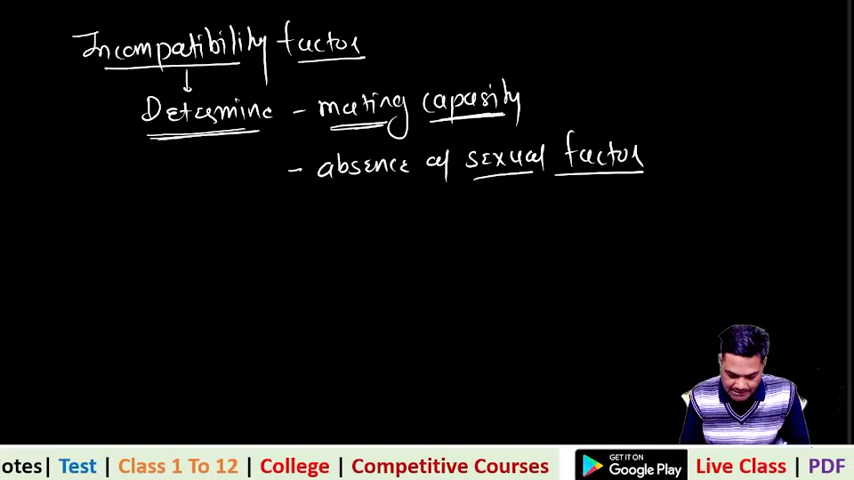 Incompatibility factor
↓
Determine - mating capasity
- absence of sexual factor
otes| Test | Class 1 To 12 | College | Competitive Courses GET IT ON Google Play Live Class | PDF